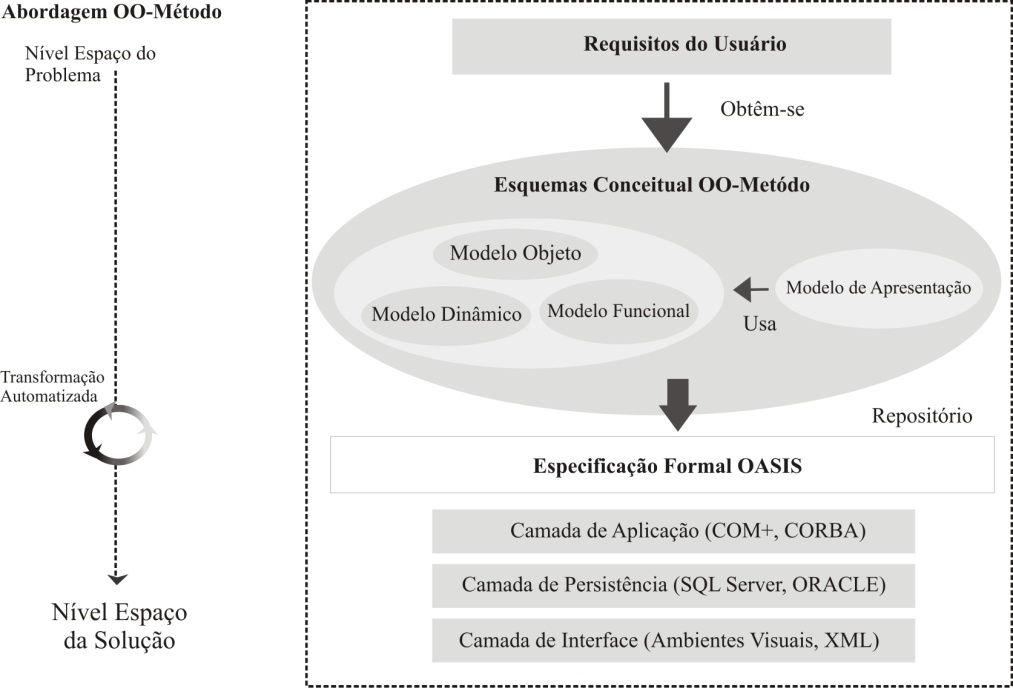 Abordagem OO-Método
Nível Espaço do
Problema
Transformação
Automatizada
Nível Espaço
da Solução
Requisitos do Usuário
Obtêm-se
Esquemas Conceitual OO-Metódo
Modelo Objeto
Modelo Dinâmico
Modelo Funcional
Usa
Modelo de Apresentação
Repositório
Especificação Formal OASIS
Camada de Aplicação (COM+, CORBA)
Camada de Persistência (SQL Server, ORACLE)
Camada de Interface (Ambientes Visuais, XML)